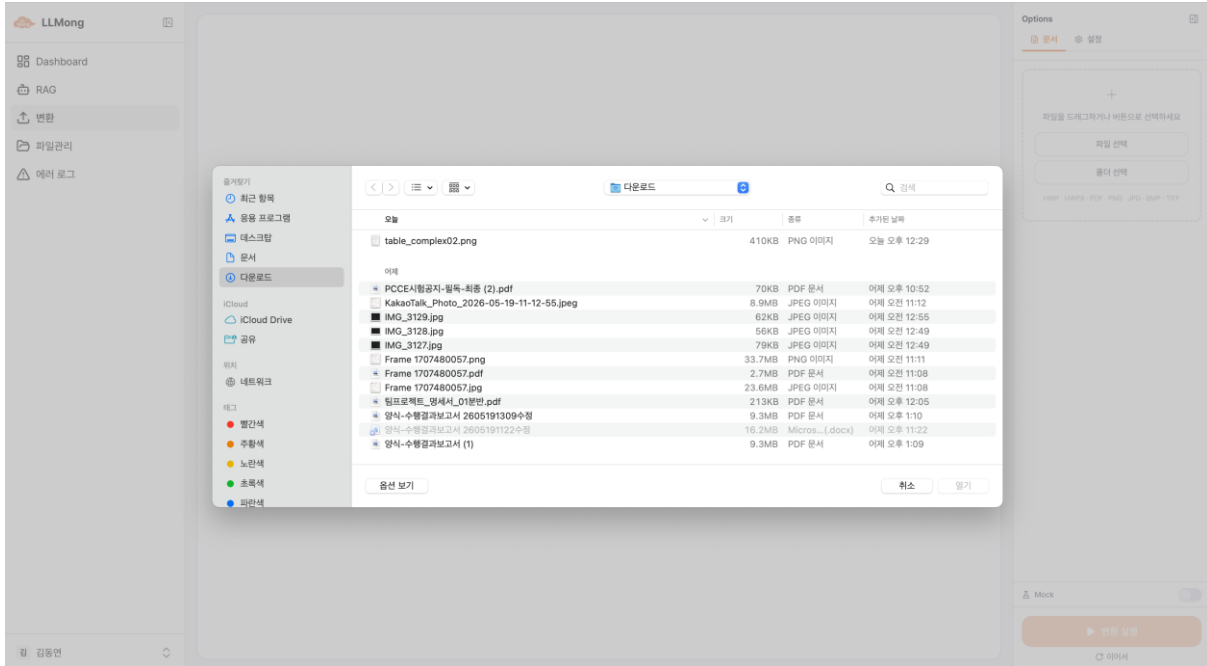 LLMong
Dashboard
RAG
변환
파일관리
에러 로그
김 김동연
즐겨찾기
최근 항목
응용 프로그램
데스크탑
문서
다운로드
iCloud
iCloud Drive
공유
위치
네트워크
태그
빨간색
주황색
노란색
초록색
파란색
다운로드
검색
오늘 크기 종류 추가된 날짜
table_complex02.png 410KB PNG 이미지 오늘 오후 12:29
어제
PCCE시험공지-필독-최종 (2).pdf 70KB PDF 문서 어제 오후 10:52
KakaoTalk_Photo_2026-05-19-11-12-55.jpeg 8.9MB JPEG 이미지 어제 오전 11:12
IMG_3129.jpg 62KB JPEG 이미지 어제 오전 12:55
IMG_3128.jpg 56KB JPEG 이미지 어제 오전 12:49
IMG_3127.jpg 79KB JPEG 이미지 어제 오전 12:49
Frame 1707480057.png 33.7MB PNG 이미지 어제 오전 11:11
Frame 1707480057.pdf 2.7MB PDF 문서 어제 오전 11:08
Frame 1707480057.jpg 23.6MB JPEG 이미지 어제 오전 11:08
팀프로젝트_명세서_01분반.pdf 213KB PDF 문서 어제 오후 12:05
양식-수행결과보고서 2605191309수정 9.3MB PDF 문서 어제 오후 1:10
양식-수행결과보고서 2605191122수정 16.2MB Micros...(.docx) 어제 오후 11:22
양식-수행결과보고서 (1) 9.3MB PDF 문서 어제 오후 1:09
옵션 보기
취소 열기
Options
문서 설정
파일을 드래그하거나 버튼으로 선택하세요
파일 선택
폴더 선택
HWP · HWPX · PDF · PNG · JPG · BMP · TIFF
Mock
변환 실행
이어서